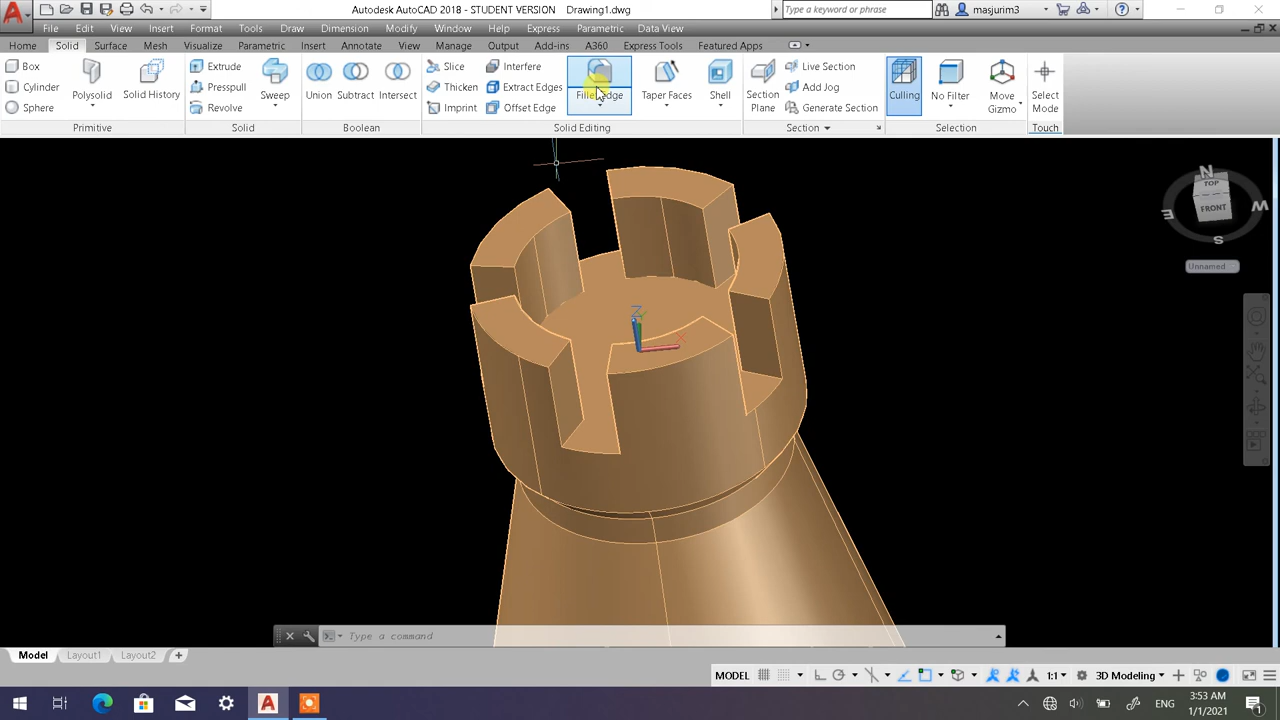 Autodesk AutoCAD 2018 - STUDENT VERSION Drawing1.dwg
Type a keyword or phrase
masjurim3
File Edit View Insert Format Tools Draw Dimension Modify Window Help Express Parametric Data View
Home Solid Surface Mesh Visualize Parametric Insert Annotate View Manage Output Add-ins A360 Express Tools Featured Apps
Box
Cylinder
Sphere
Polysolid
Solid History
Primitive
Extrude
Presspull
Revolve
Sweep
Solid
Union
Subtract
Intersect
Boolean
Slice
Thicken
Imprint
Interfere
Extract Edges
Offset Edge
Taper Faces
Shell
Solid Editing
Section
Plane
Live Section
Add Jog
Generate Section
Section
Culling
No Filter
Move
Gizmo
Selection
Select
Mode
Touch
N
TOP
FRONT
E
W
S
Unnamed
Z
Y
X
Type a command
Model Layout1 Layout2
MODEL
1:1
3D Modeling
ENG
3:53 AM
1/1/2021
1